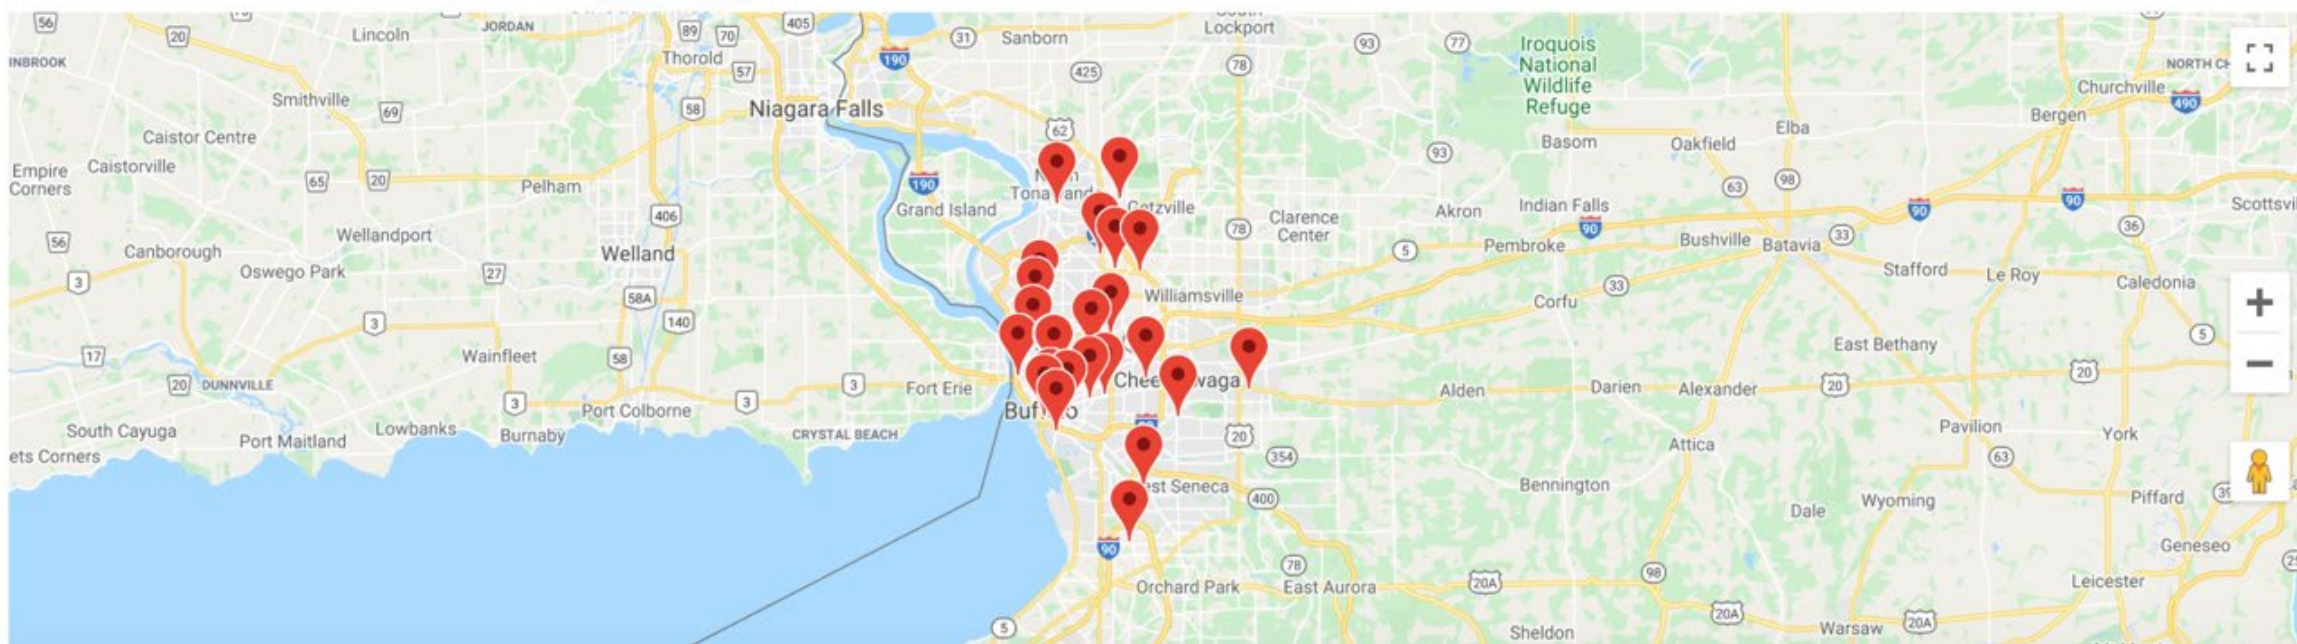 56
20
Lincoln
JORDAN
89
70
405
Thorold
57
190
31
Sanborn
425
Lockport
78
93
77
Iroquois
National
Wildlife
Refuge
NORTH CH
Churchville
490
INBROOK
Smithville
69
58
Niagara Falls
62
Bergen
Elba
Basom
Oakfield
Caistor Centre
Empire
Corners
Caistorville
65
20
Pelham
190
93
63
98
90
90
Grand Island
Getzville
Clarence
Center
Akron
Indian Falls
Scottsvi
406
56
Canborough
Wellandport
Welland
78
5
Pembroke
90
Bushville
Batavia
33
36
Oswego Park
27
3
58A
Williamsville
33
Corfu
Stafford
Le Roy
Caledonia
3
140
5
17
Wainfleet
58
East Bethany
20
DUNNVILLE
3
Fort Erie
Alden
Darien
Alexander
20
20
3
Port Colborne
3
South Cayuga
Port Maitland
Lowbanks
Burnaby
CRYSTAL BEACH
20
Attica
Pavilion
York
ets Corners
354
63
est Seneca
400
Bennington
Dale
Wyoming
Piffard
39
90
78
Geneseo
Orchard Park
East Aurora
20A
98
Leicester
5
20A
20A
Sheldon
Warsaw